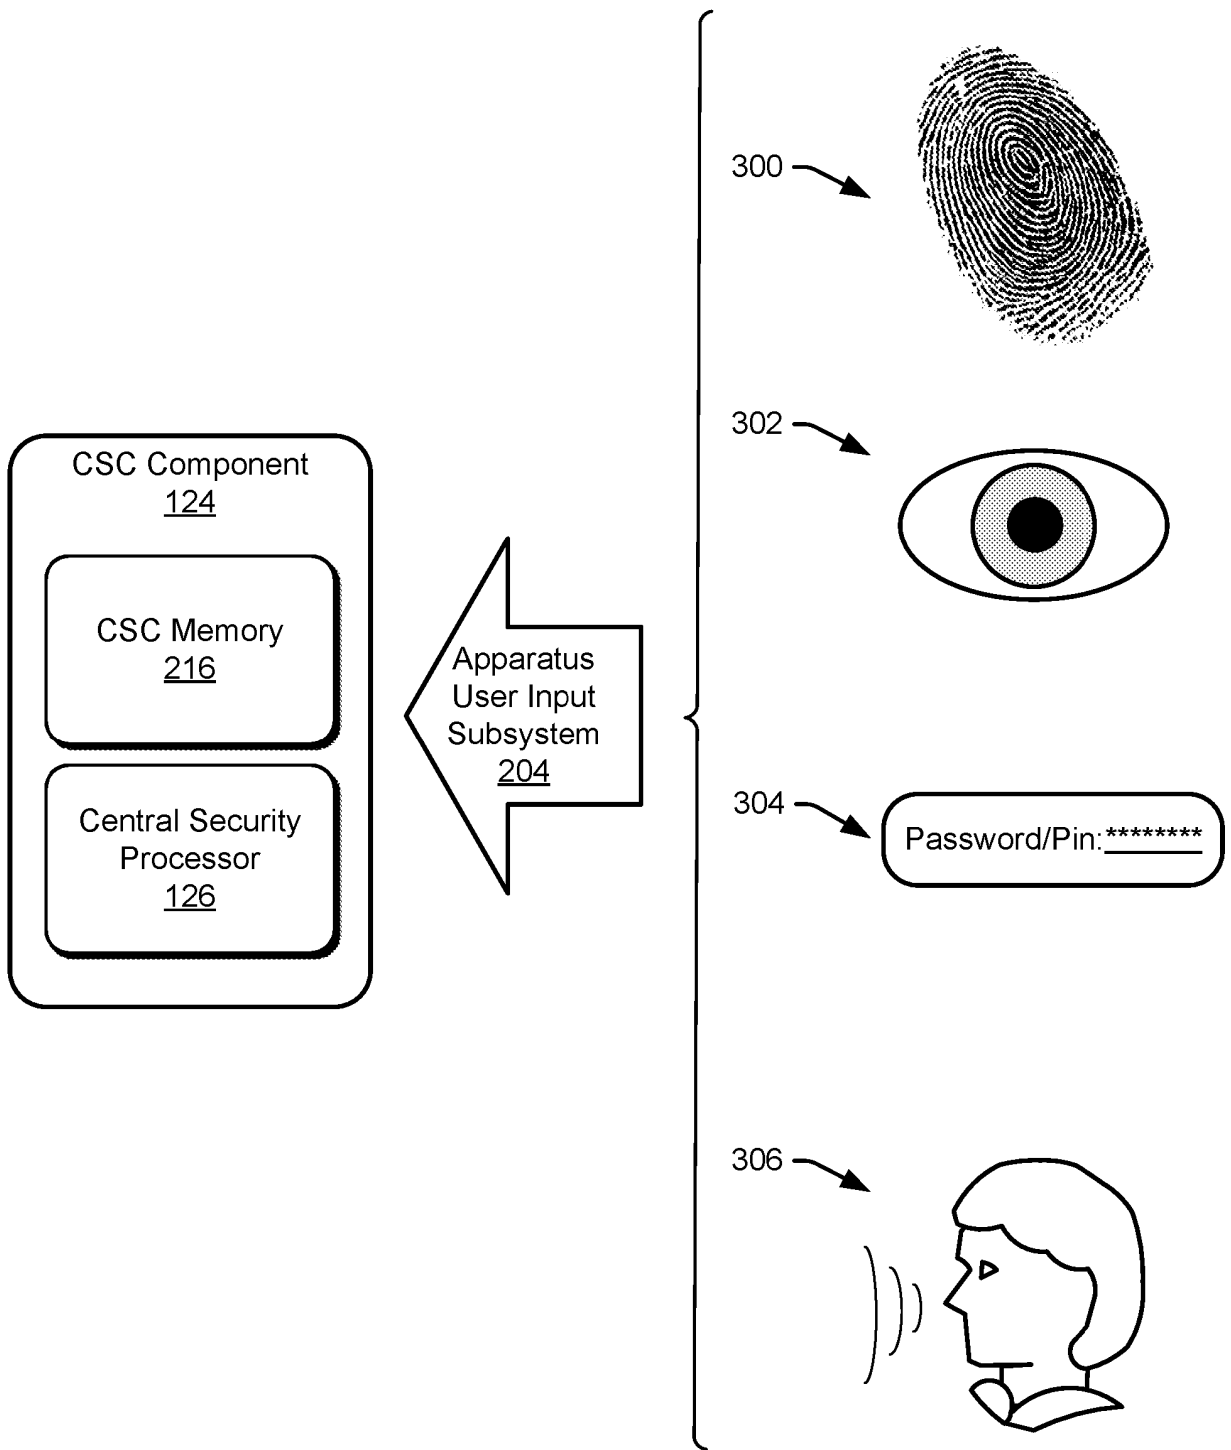 CSC Component
124
CSC Memory
216
Central Security
Processor
126
Apparatus
User Input
Subsystem
204
300
302
304
Password/Pin: ********
306